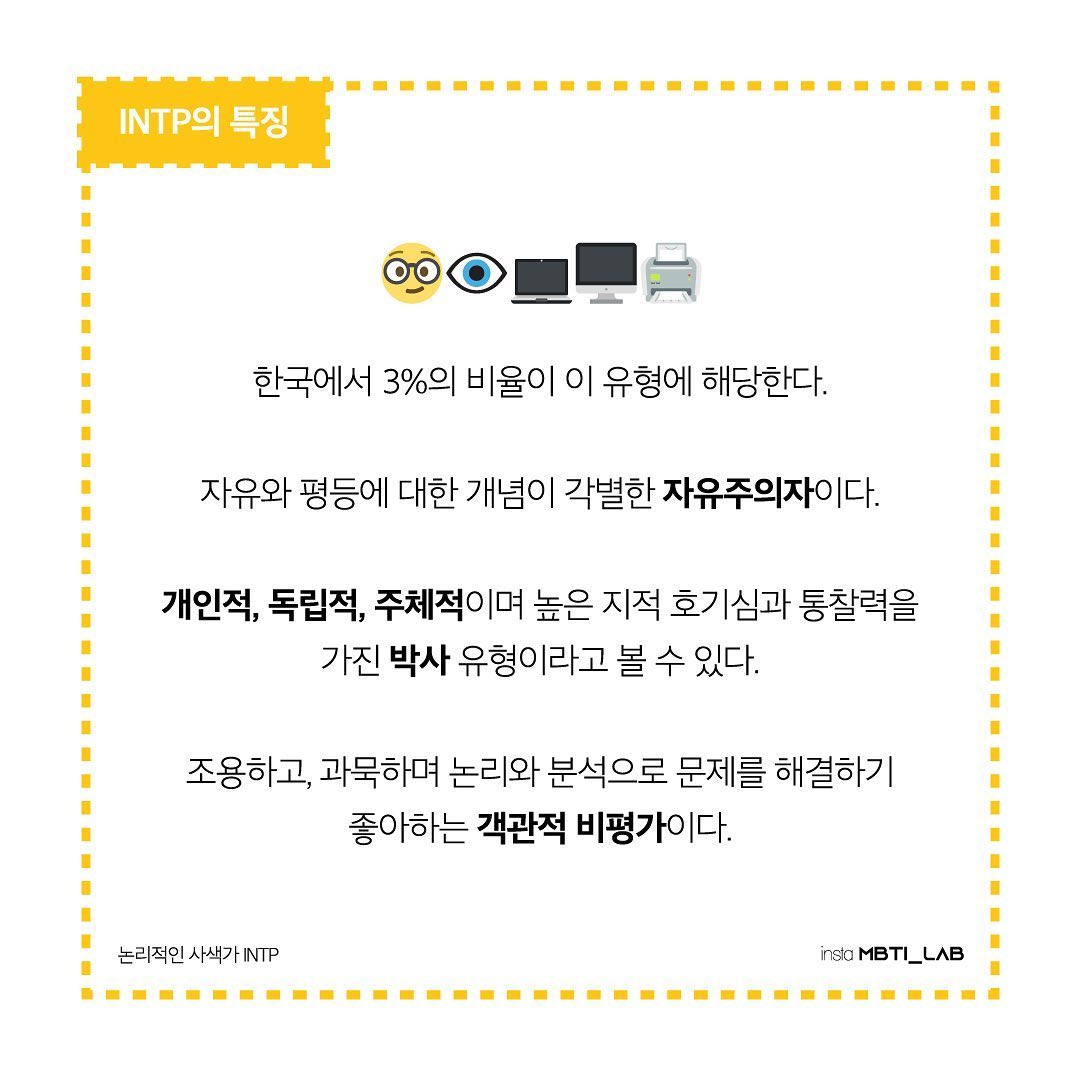 INTP의 특징
한국에서 3%의 비율이 이 유형에 해당한다.
자유와 평등에 대한 개념이 각별한 자유주의자이다.
개인적, 독립적, 주체적이며 높은 지적 호기심과 통찰력을
가진 박사 유형이라고 볼 수 있다.
조용하고, 과묵하며 논리와 분석으로 문제를 해결하기
좋아하는 객관적 비평가이다.
논리적인 사색가 INTP
insta MBTI_LAB